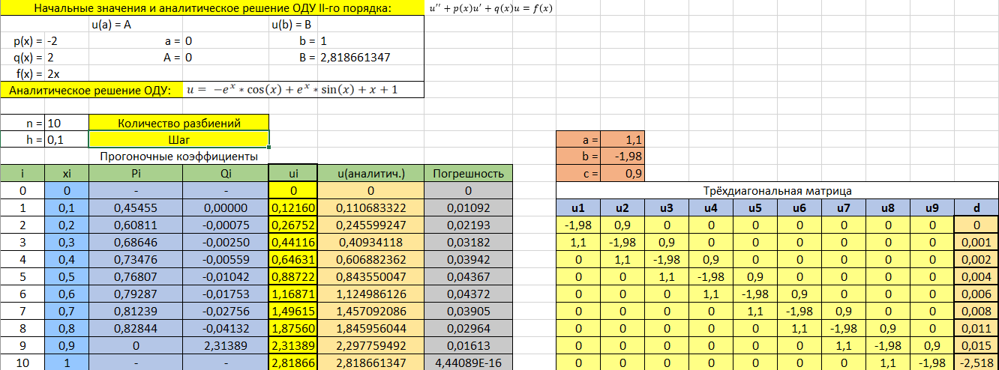 Начальные значения и аналитическое решение ОДУ II-го порядка: u′′ + p(x)u′ + q(x)u = f(x)
u(a) = A u(b) = B
p(x) = -2 a = 0 b = 1
q(x) = 2 A = 0 B = 2,818661347
f(x) = 2x
Аналитическое решение ОДУ: u = −e^x * cos(x) + e^x * sin(x) + x + 1
n = 10 Количество разбиений
h = 0,1 Шаг a = 1,1
Прогоночные коэффициенты b = -1,98
i xi Pi Qi ui u(аналитич.) Погрешность c = 0,9
0 0 - - 0 0 0 Трёхдиагональная матрица
1 0,1 0,45455 0,00000 0,12160 0,110683322 0,01092 u1 u2 u3 u4 u5 u6 u7 u8 u9 d
2 0,2 0,60811 -0,00075 0,26752 0,245599247 0,02193 -1,98 0,9 0 0 0 0 0 0 0 0
3 0,3 0,68646 -0,00250 0,44116 0,40934118 0,03182 1,1 -1,98 0,9 0 0 0 0 0 0 0,001
4 0,4 0,73476 -0,00559 0,64631 0,606882362 0,03942 0 1,1 -1,98 0,9 0 0 0 0 0 0,002
5 0,5 0,76807 -0,01042 0,88722 0,843550047 0,04367 0 0 1,1 -1,98 0,9 0 0 0 0 0,004
6 0,6 0,79287 -0,01753 1,16871 1,124986126 0,04372 0 0 0 1,1 -1,98 0,9 0 0 0 0,006
7 0,7 0,81239 -0,02756 1,49615 1,457092086 0,03905 0 0 0 0 1,1 -1,98 0,9 0 0 0,008
8 0,8 0,82844 -0,04132 1,87560 1,845956044 0,02964 0 0 0 0 0 1,1 -1,98 0,9 0 0,011
9 0,9 0 2,31389 2,31389 2,297759492 0,01613 0 0 0 0 0 0 1,1 -1,98 0,9 0,015
10 1 - - 2,81866 2,818661347 4,44089E-16 0 0 0 0 0 0 0 1,1 -1,98 -2,518